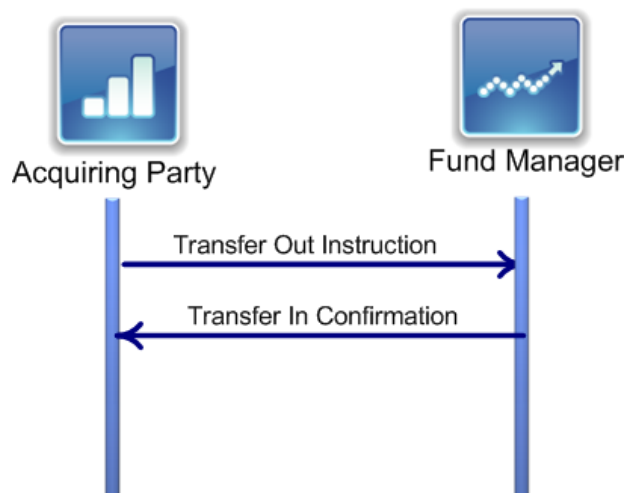 Acquiring Party
Fund Manager
Transfer Out Instruction
Transfer In Confirmation